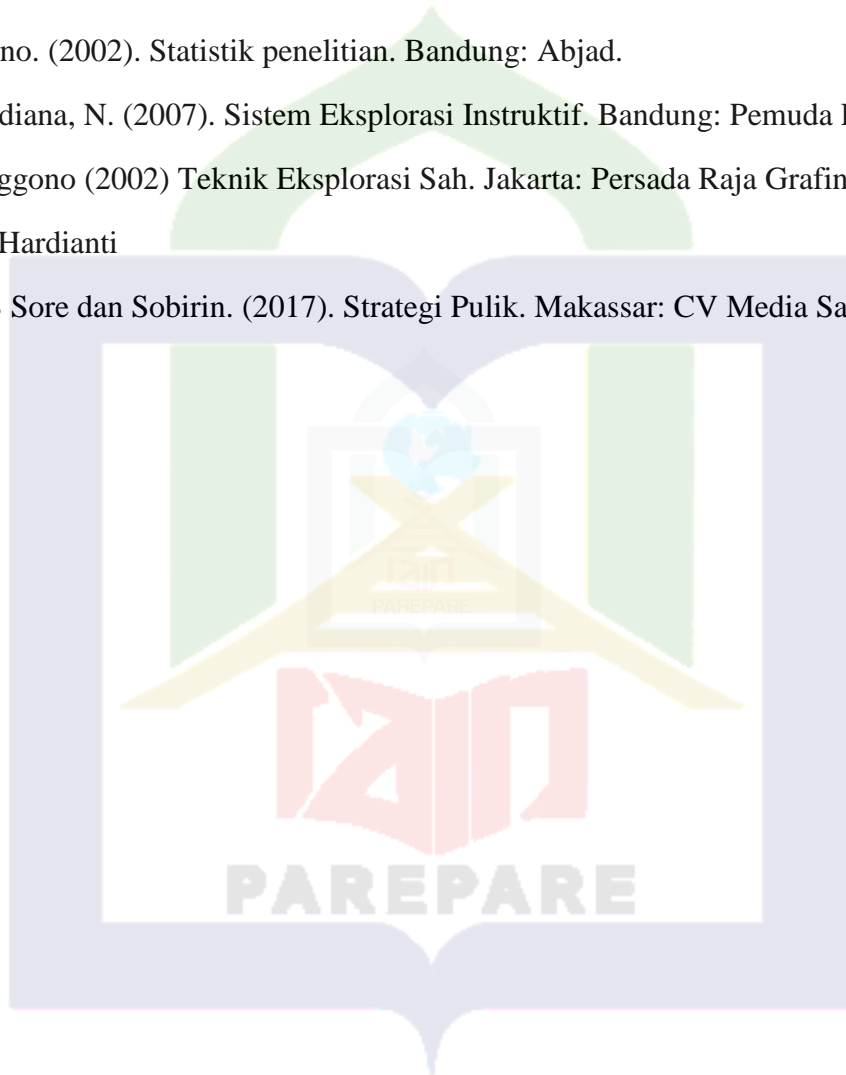 no. (2002). Statistik penelitian. Bandung: Abjad.
diana, N. (2007). Sistem Eksplorasi Instruktif. Bandung: Pemuda
ggono (2002) Teknik Eksplorasi Sah. Jakarta: Persada Raja Grafin
Hardianti
Sore dan Sobirin. (2017). Strategi Pulik. Makassar: CV Media Sa
PAREPARE
PAREPARE